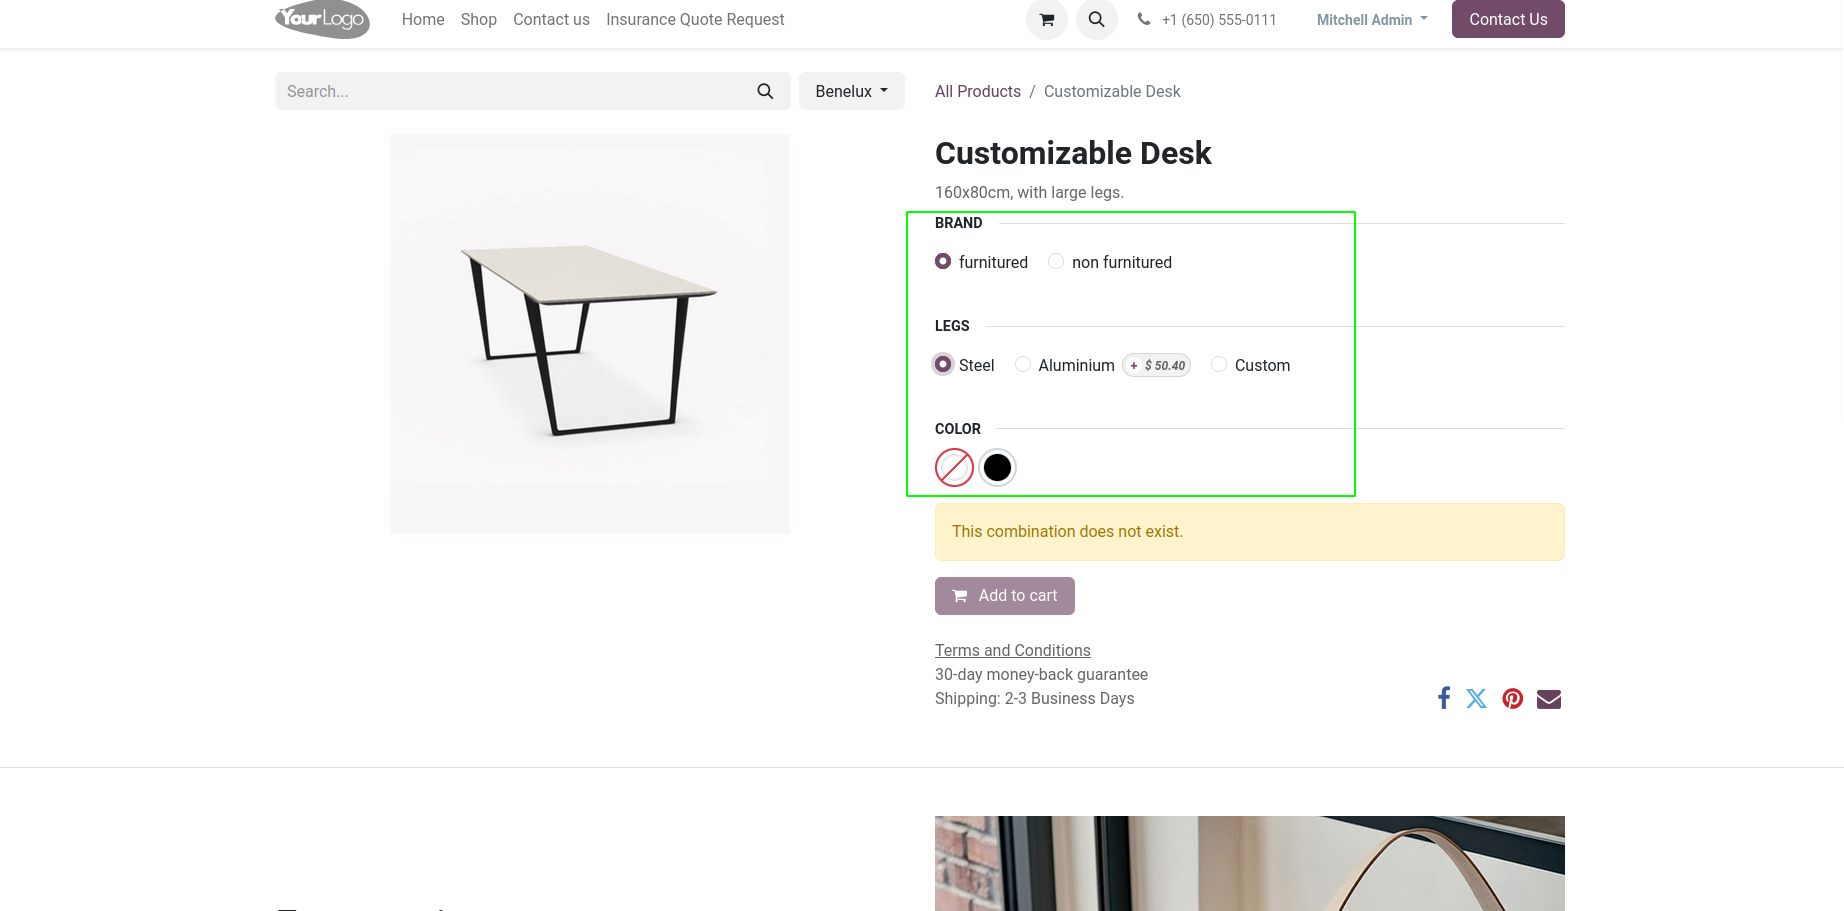 YourLogo
Home Shop Contact us Insurance Quote Request
+1 (650) 555-0111
Mitchell Admin
Contact Us
Search...
Benelux
All Products / Customizable Desk
Customizable Desk
160x80cm, with large legs.
BRAND
furnitured non furnitured
LEGS
Steel Aluminium + $ 50.40 Custom
COLOR
This combination does not exist.
Add to cart
Terms and Conditions
30-day money-back guarantee
Shipping: 2-3 Business Days